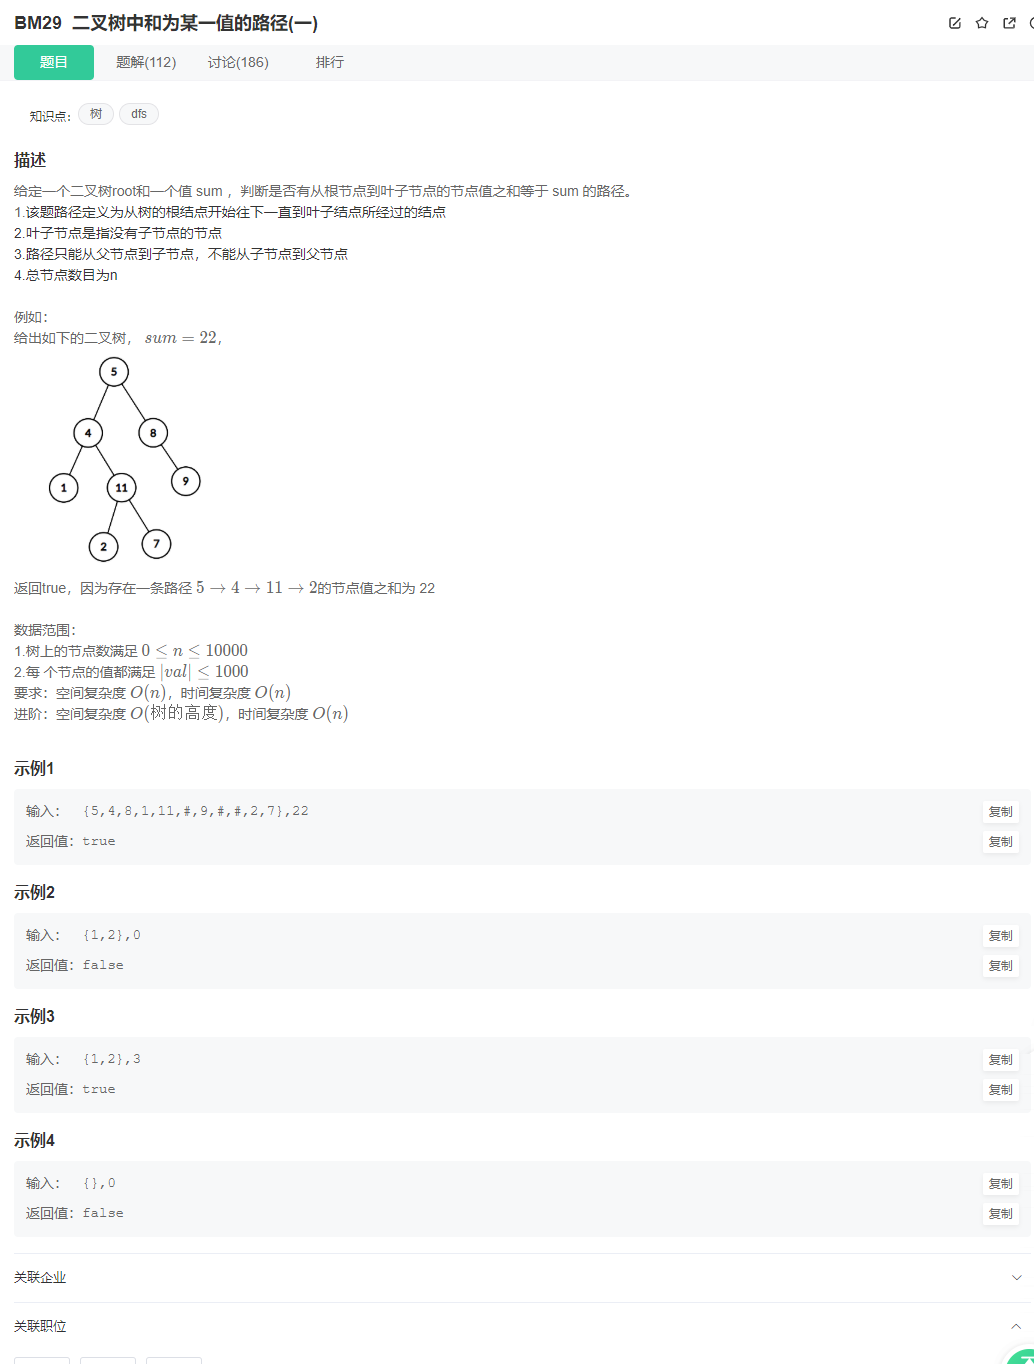 BM29 二叉树中和为某一值的路径(一)
题目 题解(112) 讨论(186) 排行
知识点： 树 dfs
描述
给定一个二叉树root和一个值 sum ，判断是否有从根节点到叶子节点的节点值之和等于 sum 的路径。
1.该题路径定义为从树的根结点开始往下一直到叶子结点所经过的结点
2.叶子节点是指没有子节点的节点
3.路径只能从父节点到子节点，不能从子节点到父节点
4.总节点数目为n
例如：
给出如下的二叉树， sum = 22，
5
4 8
1 11 9
2 7
返回true，因为存在一条路径 5 → 4 → 11 → 2的节点值之和为 22
数据范围：
1.树上的节点数满足 0 ≤ n ≤ 10000
2.每 个节点的值都满足 |val| ≤ 1000
要求：空间复杂度 O(n)，时间复杂度 O(n)
进阶：空间复杂度 O(树的高度)，时间复杂度 O(n)
示例1
输入： {5,4,8,1,11,#,9,#,#,2,7},22 复制
返回值：true 复制
示例2
输入： {1,2},0 复制
返回值：false 复制
示例3
输入： {1,2},3 复制
返回值：true 复制
示例4
输入： {},0 复制
返回值：false 复制
关联企业
关联职位